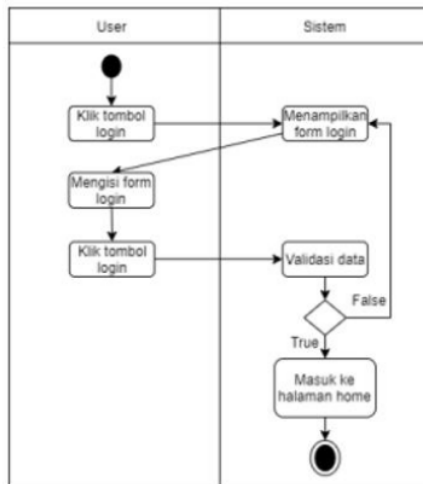 User
Sistem
Klik tombol
login
Menampilkan
form login
Mengisi form
login
Klik tombol
login
Validasi data
False
True
Masuk ke
halaman home